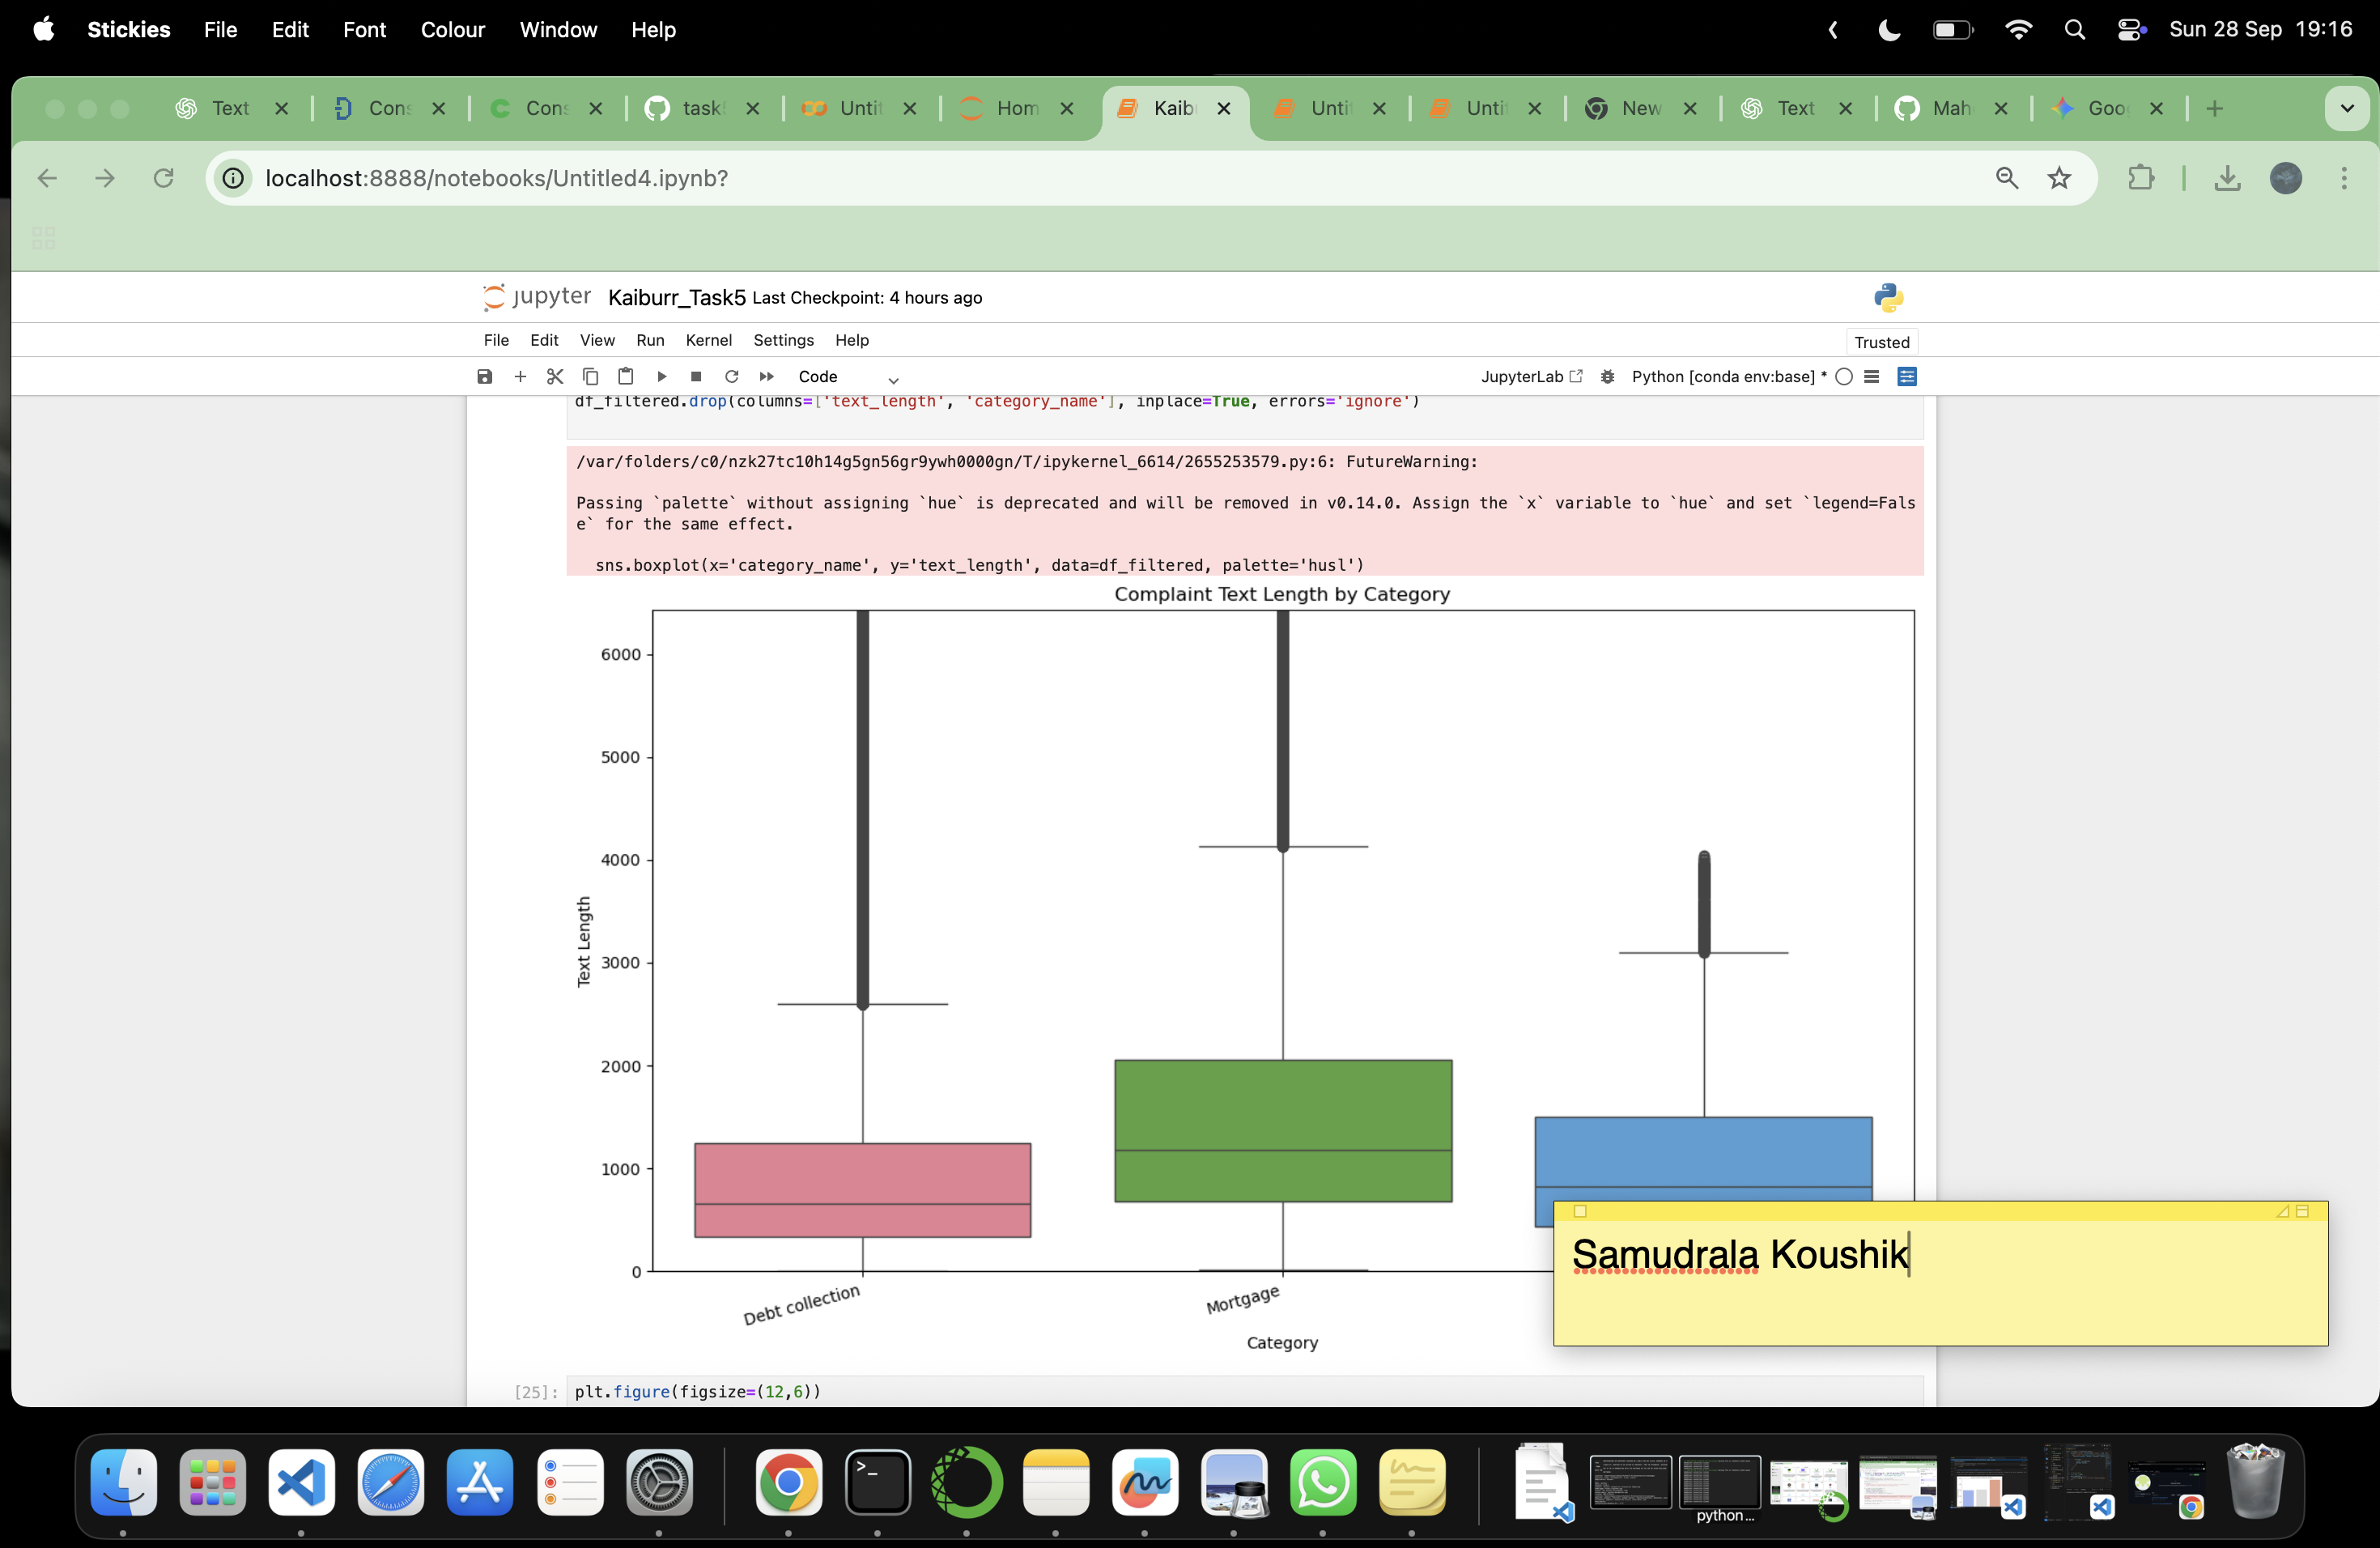 Stickies File Edit Font Colour Window Help Sun 28 Sep 19:16
Text Cons Cons task Untit Hom Kaib Untit Untit New Text Mah Goo
localhost:8888/notebooks/Untitled4.ipynb?
jupyter Kaiburr_Task5 Last Checkpoint: 4 hours ago
File Edit View Run Kernel Settings Help Trusted
Code JupyterLab Python [conda env:base] *
df_filtered.drop(columns=['text_length', 'category_name'], inplace=True, errors='ignore')
/var/folders/c0/nzk27tc10h14g5gn56gr9ywh0000gn/T/ipykernel_6614/2655253579.py:6: FutureWarning:
Passing `palette` without assigning `hue` is deprecated and will be removed in v0.14.0. Assign the `x` variable to `hue` and set `legend=Fals
e` for the same effect.
sns.boxplot(x='category_name', y='text_length', data=df_filtered, palette='husl')
Complaint Text Length by Category
6000
5000
4000
Text Length
3000
2000
1000
0
Debt collection Mortgage
Category
Samudrala Koushik
[25]: plt.figure(figsize=(12,6))
python...